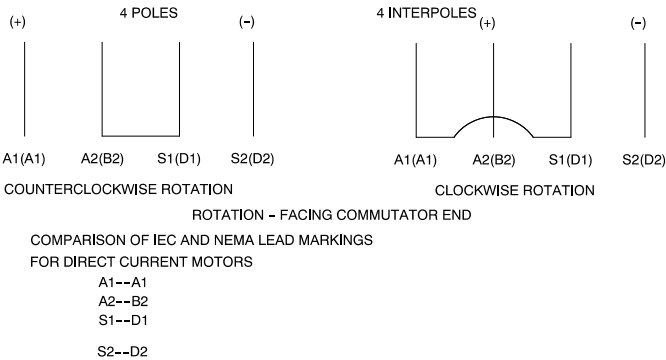 4 POLES 4 INTERPOLES
(+) (-) (+) (-)
A1(A1) A2(B2) S1(D1) S2(D2) A1(A1) A2(B2) S1(D1) S2(D2)
COUNTERCLOCKWISE ROTATION CLOCKWISE ROTATION
ROTATION - FACING COMMUTATOR END
COMPARISON OF IEC AND NEMA LEAD MARKINGS
FOR DIRECT CURRENT MOTORS
A1--A1
A2--B2
S1--D1
S2--D2